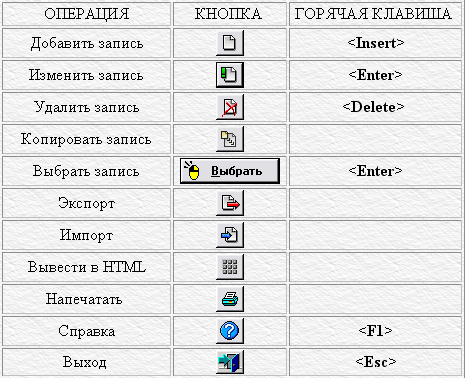 ОПЕРАЦИЯ КНОПКА ГОРЯЧАЯ КЛАВИША
Добавить запись <Insert>
Изменить запись <Enter>
Удалить запись <Delete>
Копировать запись
Выбрать запись Выбрать <Enter>
Экспорт
Импорт
Вывести в HTML
Напечатать
Справка ? <F1>
Выход <Esc>